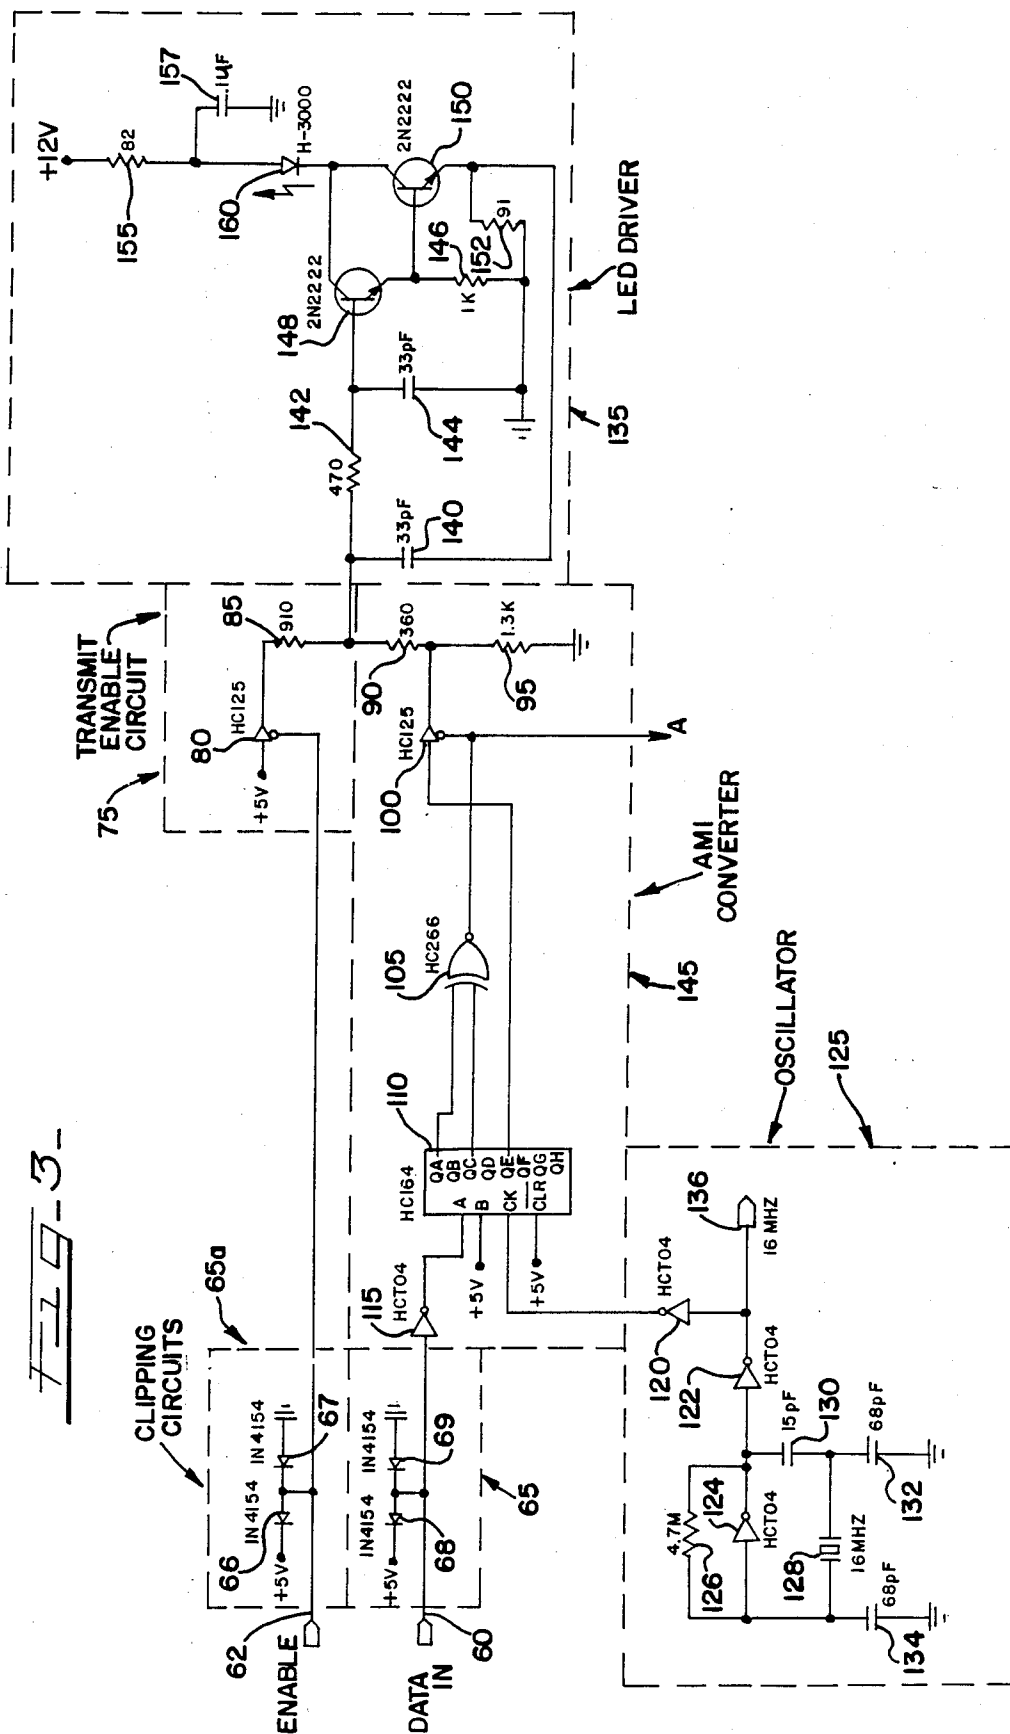 Fig-3-
CLIPPING
CIRCUITS
65a
ENABLE
62
+5V
66
1N4154
1N4154
67
DATA
IN
60
+5V
68
1N4154
1N4154
69
65
115
HCT04
+5V
+5V
HC164
110
A
B
CK
CLR
QA
QB
QC
QD
QE
QF
QG
QH
105
HC266
TRANSMIT
ENABLE
CIRCUIT
75
80
+5V
HC125
85
910
90
360
95
1.3K
100
HC125
A
AMI
CONVERTER
145
OSCILLATOR
125
120
HCT04
122
HCT04
136
16 MHZ
4.7M
126
124
HCT04
128
16MHZ
15pF
130
68pF
132
68pF
134
470
142
33pF
140
33pF
144
148
2N2222
146
1K
152
91
2N2222
150
+12V
82
155
157
.1uF
H-3000
160
LED DRIVER
135